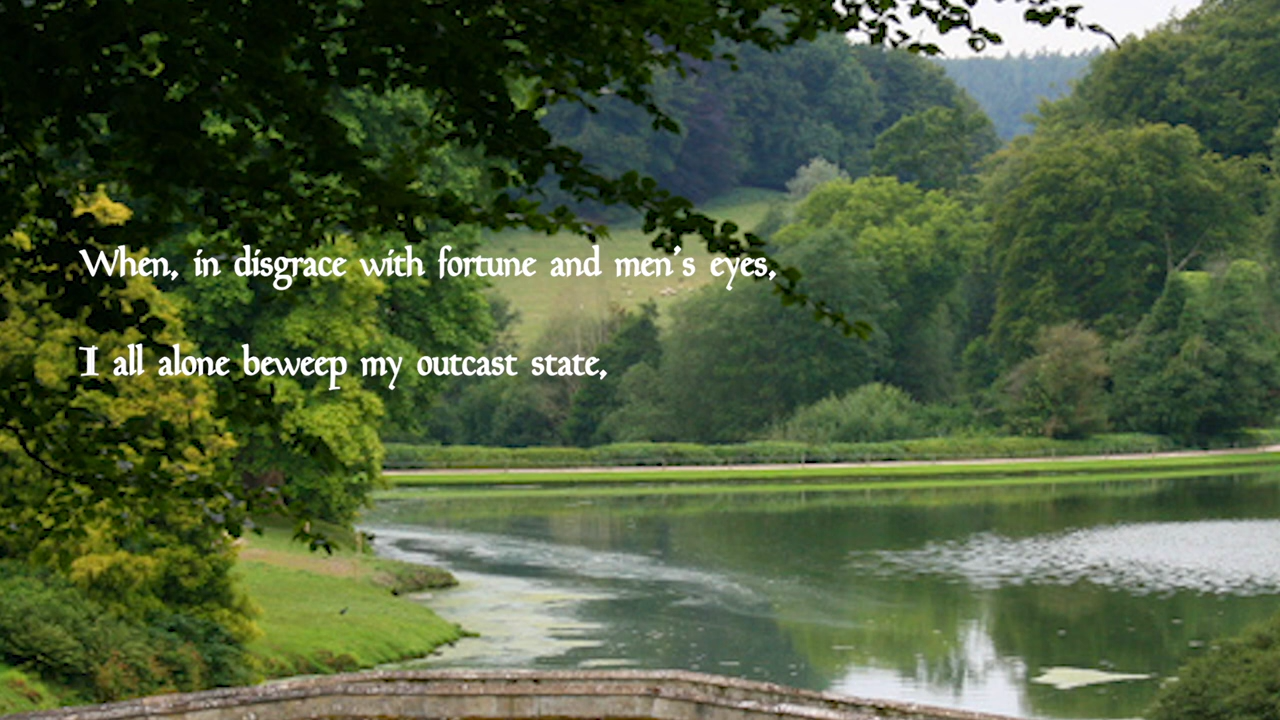 When, in disgrace with fortune and men's eyes,
I all alone beweep my outcast state,